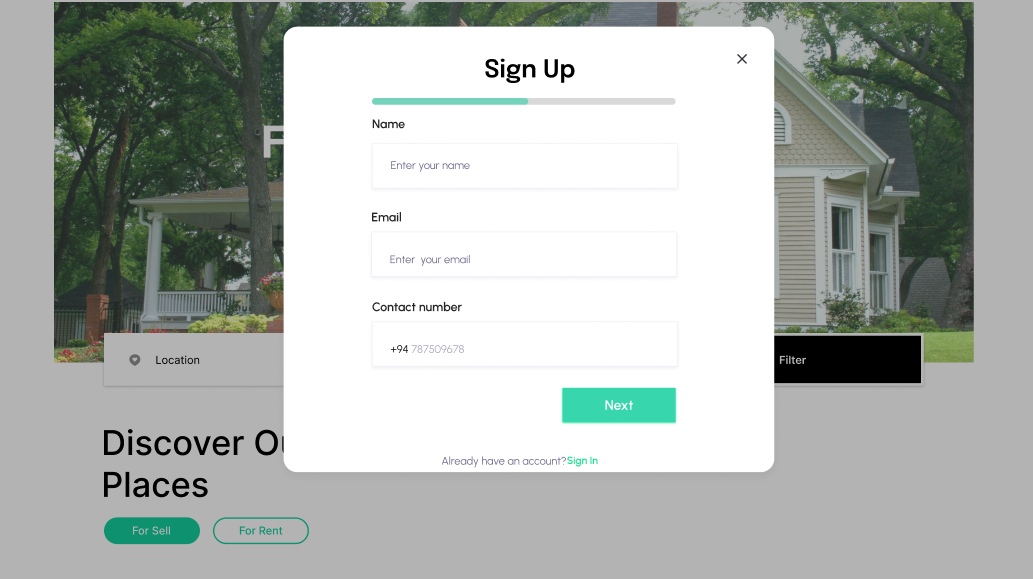 Sign Up
Name
Enter your name
Email
Enter  your email
Contact number
+94 787509678
Next
Already have an account?Sign In
F
Location
Filter
Discover O
Places
For Sell
For Rent